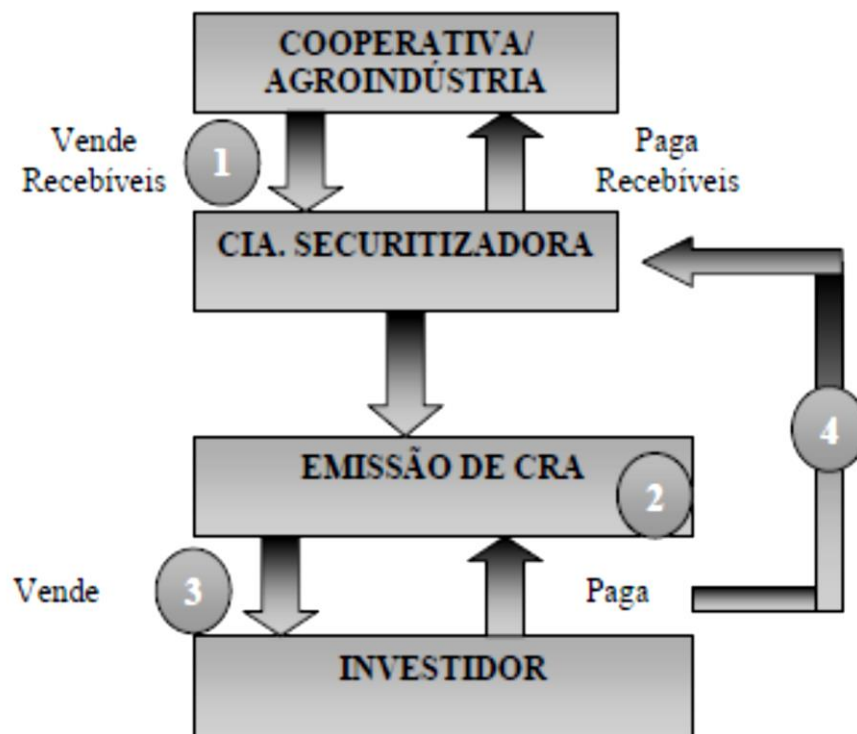 COOPERATIVA/
AGROINDÚSTRIA
Vende
Recebíveis
1
Paga
Recebíveis
CIA. SECURITIZADORA
4
EMISSÃO DE CRA
2
Vende
3
Paga
INVESTIDOR